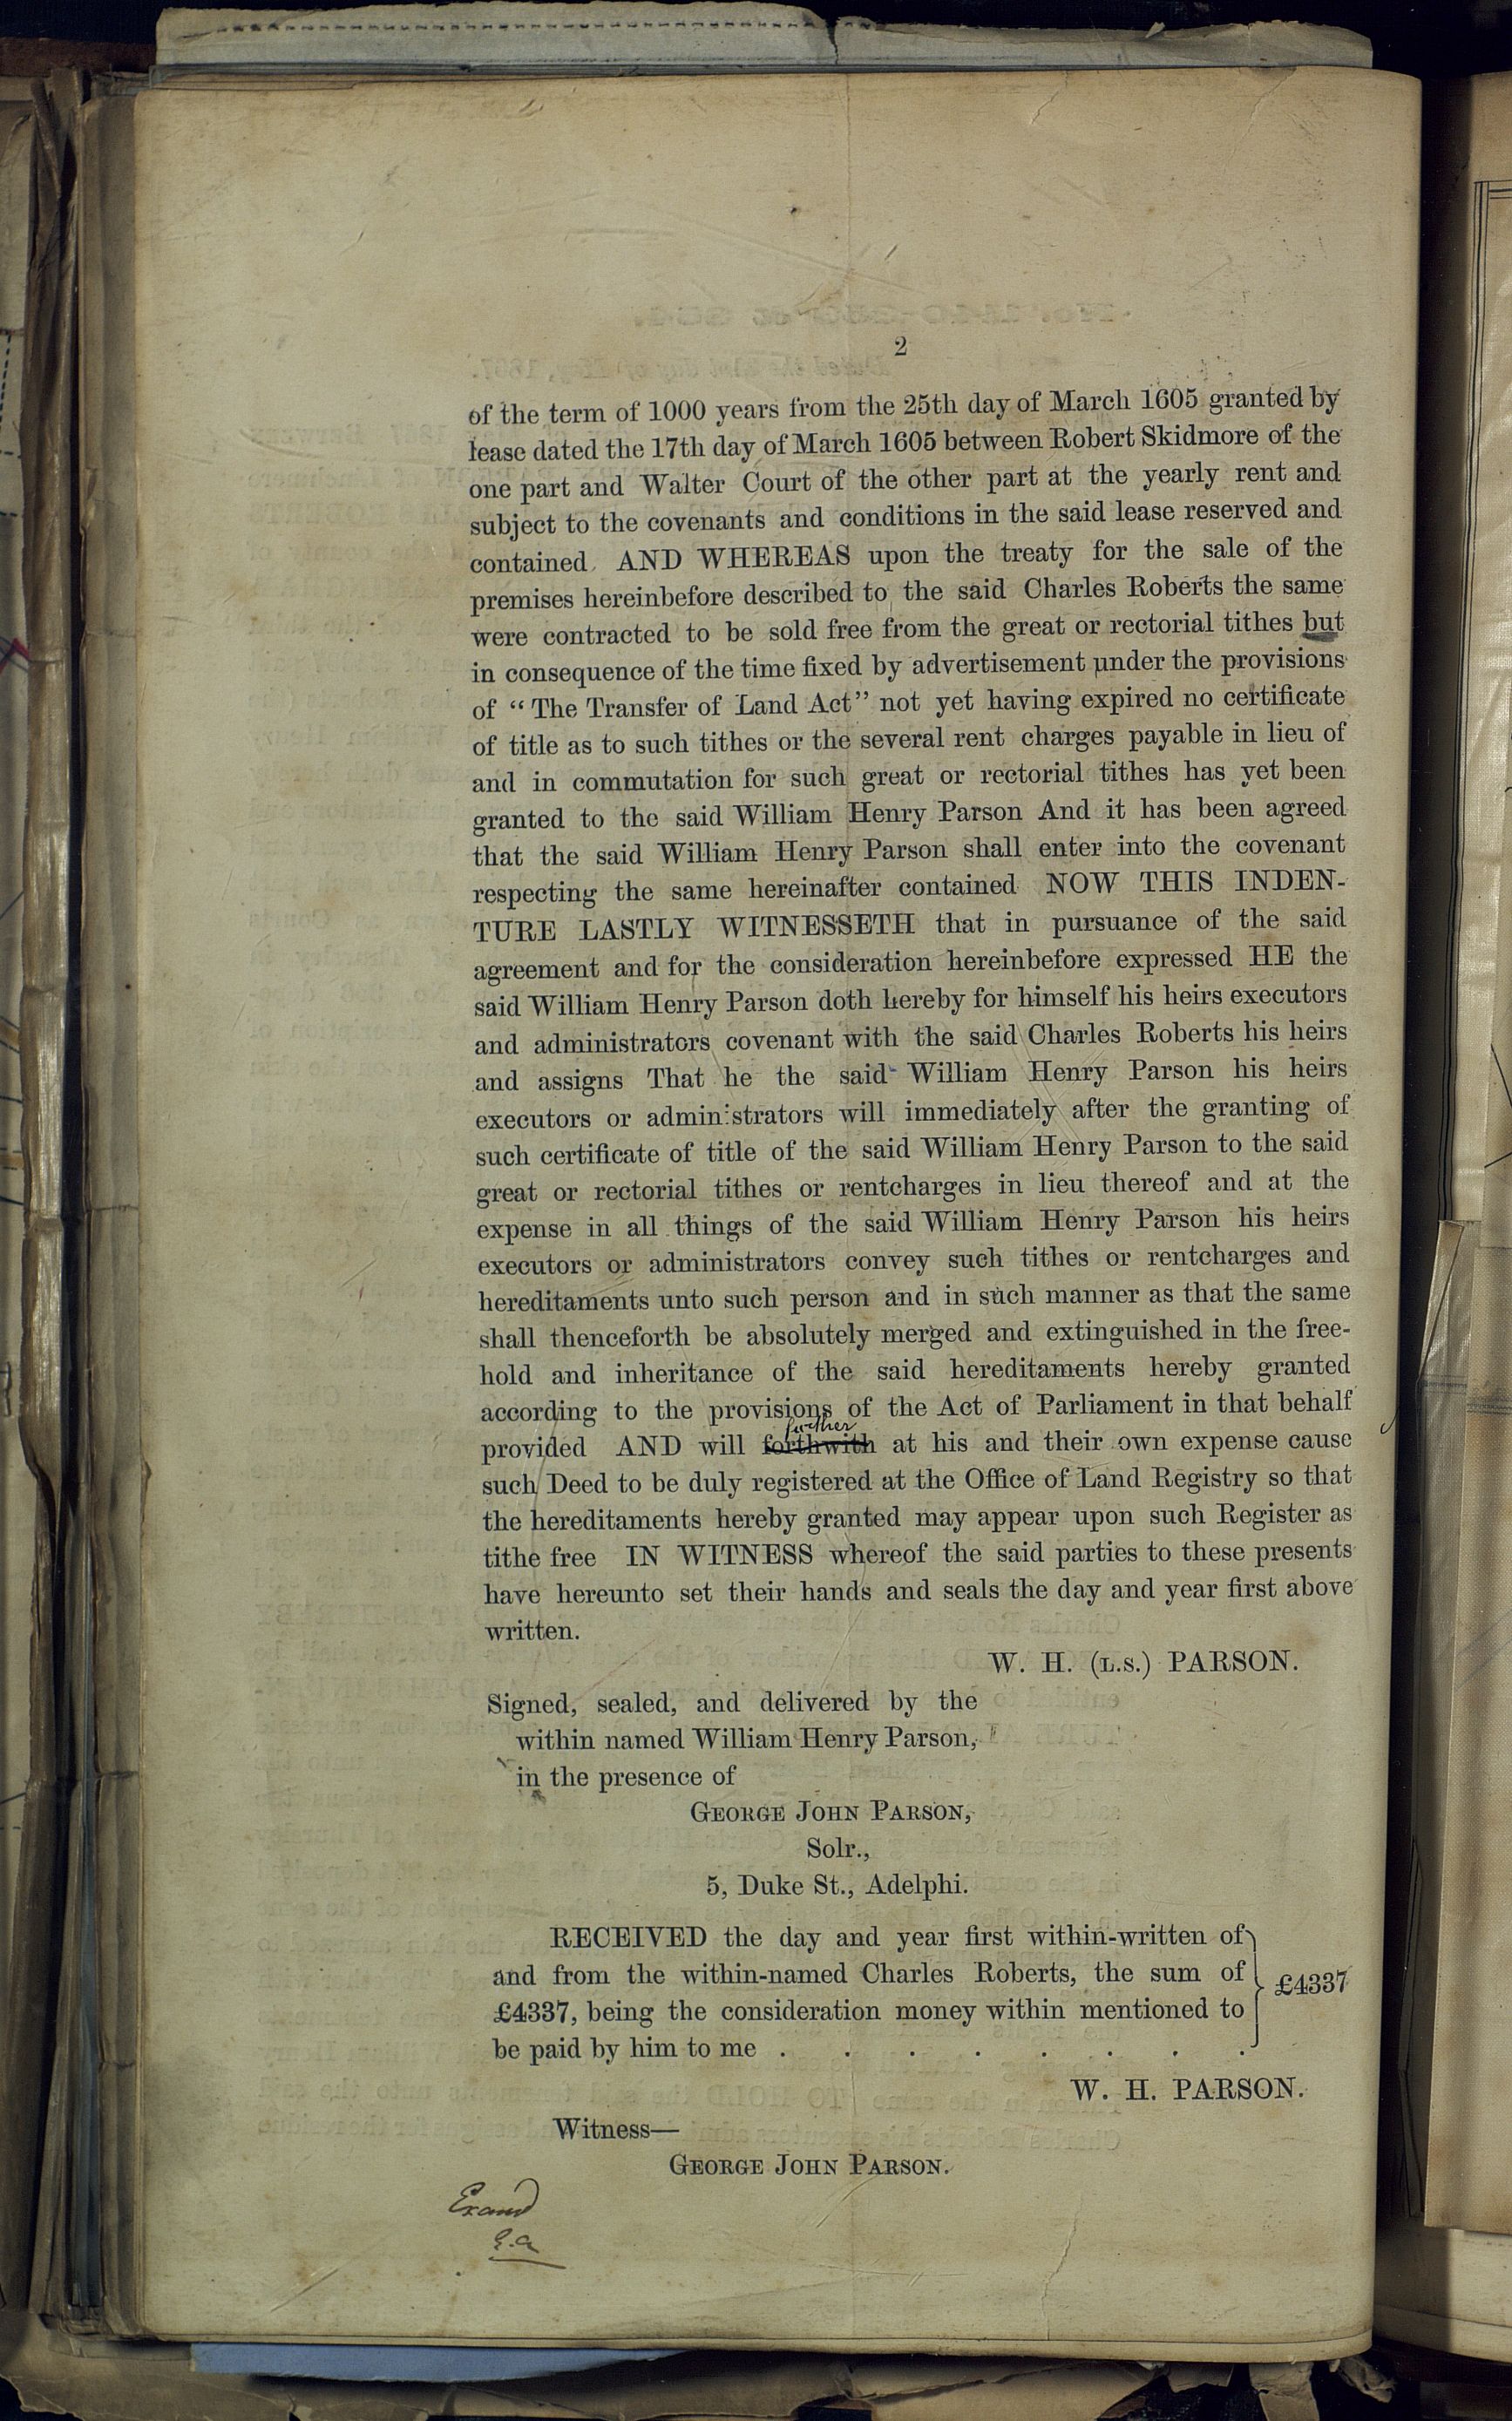 2
of the term of 1000 years from the 25th day of March 1605 granted by
lease dated the 17th day of March 1605 between Robert Skidmore of the
one part and Walter Court of the other part at the yearly rent and
subject to the covenants and conditions in the said lease reserved and
contained AND WHEREAS upon the treaty for the sale of the
premises hereinbefore described to the said Charles Roberts the same
were contracted to be sold free from the great or rectorial tithes but
in consequence of the time fixed by advertisement under the provisions
of “The Transfer of Land Act” not yet having expired no certificate
of title as to such tithes or the several rent charges payable in lieu of
and in commutation for such great or rectorial tithes has yet been
granted to the said William Henry Parson And it has been agreed
that the said William Henry Parson shall enter into the covenant
respecting the same hereinafter contained NOW THIS INDEN-
TURE LASTLY WITNESSETH that in pursuance of the said
agreement and for the consideration hereinbefore expressed HE the
said William Henry Parson doth hereby for himself his heirs executors
and administrators covenant with the said Charles Roberts his heirs
and assigns That he the said William Henry Parson his heirs
executors or administrators will immediately after the granting of
such certificate of title of the said William Henry Parson to the said
great or rectorial tithes or rentcharges in lieu thereof and at the
expense in all things of the said William Henry Parson his heirs
executors or administrators convey such tithes or rentcharges and
hereditaments unto such person and in such manner as that the same
shall thenceforth be absolutely merged and extinguished in the free-
hold and inheritance of the said hereditaments hereby granted
according to the provisions of the Act of Parliament in that behalf
further
provided AND will forthwith at his and their own expense cause
such Deed to be duly registered at the Office of Land Registry so that
the hereditaments hereby granted may appear upon such Register as
tithe free IN WITNESS whereof the said parties to these presents
have hereunto set their hands and seals the day and year first above
written.
W. H. (L.S.) PARSON.
Signed, sealed, and delivered by the
within named William Henry Parson,
in the presence of
GEORGE JOHN PARSON,
Solr.,
5, Duke St., Adelphi.
RECEIVED the day and year first within-written of
and from the within-named Charles Roberts, the sum of
£4337, being the consideration money within mentioned to
be paid by him to me . . . . . . . .
£4337
W. H. PARSON.
Witness—
GEORGE JOHN PARSON.
Examd